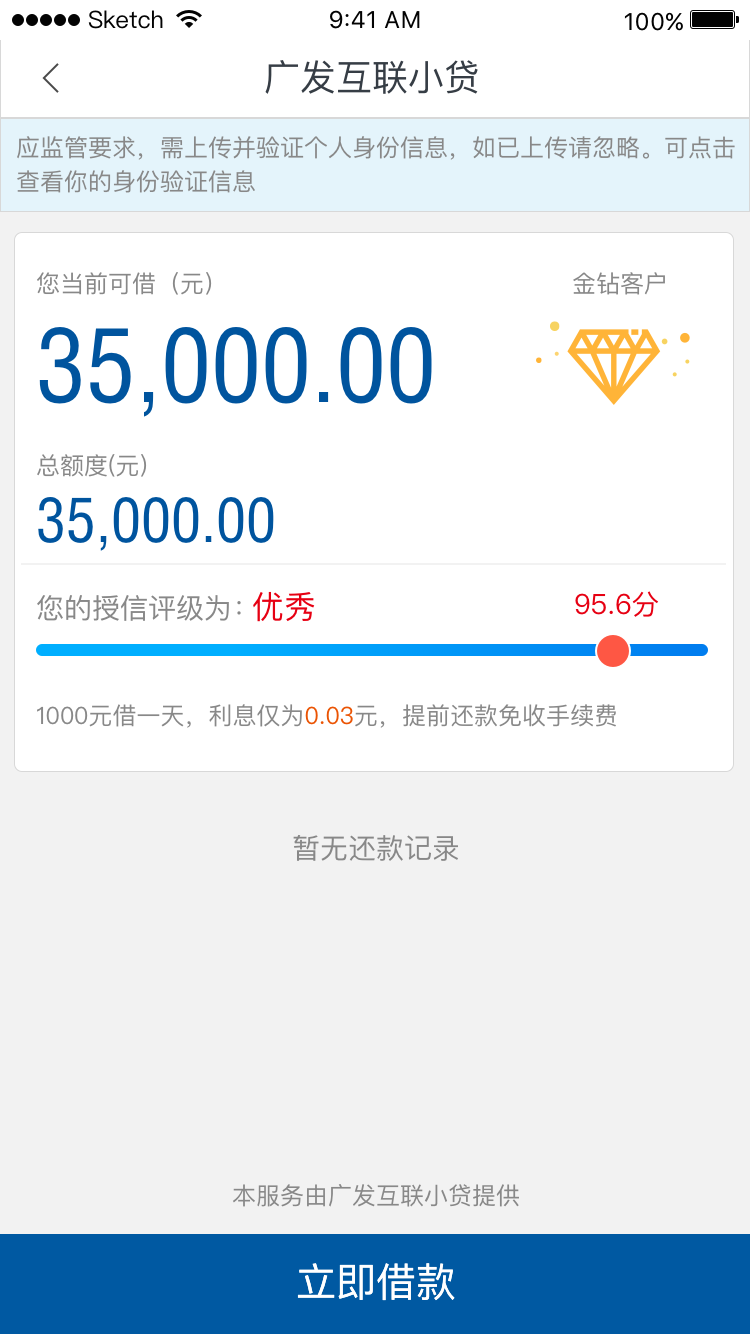 Sketch 9:41 AM 100%
广发互联小贷
应监管要求，需上传并验证个人身份信息，如已上传请忽略。可点击
查看你的身份验证信息
您当前可借（元） 金钻客户
35,000.00
总额度(元)
35,000.00
您的授信评级为：优秀 95.6分
1000元借一天，利息仅为0.03元，提前还款免收手续费
暂无还款记录
本服务由广发互联小贷提供
立即借款